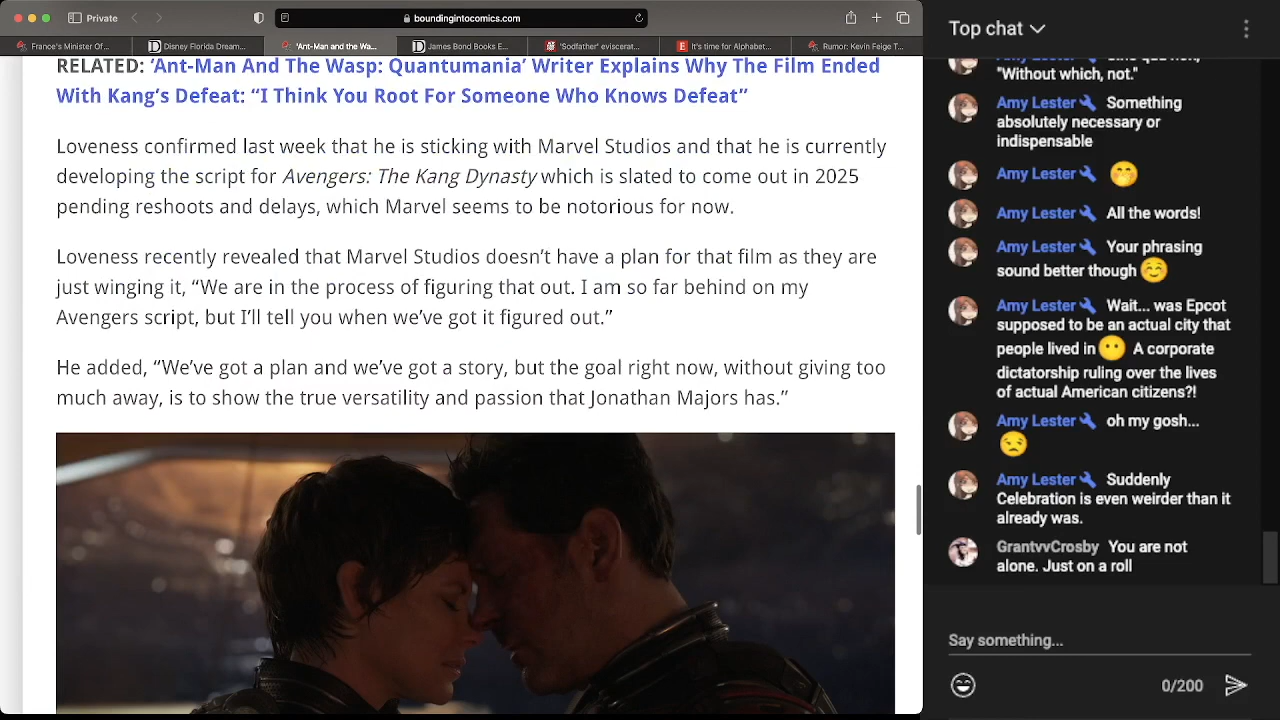 Private
boundingintocomics.com
France's Minister Of...
Disney Florida Dream...
'Ant-Man and the Wa...
James Bond Books E...
'Sodfather' eviscerat...
It's time for Alphabet...
Rumor: Kevin Feige T...
RELATED: ‘Ant-Man And The Wasp: Quantumania’ Writer Explains Why The Film Ended
With Kang’s Defeat: “I Think You Root For Someone Who Knows Defeat”
Loveness confirmed last week that he is sticking with Marvel Studios and that he is currently
developing the script for Avengers: The Kang Dynasty which is slated to come out in 2025
pending reshoots and delays, which Marvel seems to be notorious for now.
Loveness recently revealed that Marvel Studios doesn’t have a plan for that film as they are
just winging it, “We are in the process of figuring that out. I am so far behind on my
Avengers script, but I’ll tell you when we’ve got it figured out.”
He added, “We’ve got a plan and we’ve got a story, but the goal right now, without giving too
much away, is to show the true versatility and passion that Jonathan Majors has.”
Top chat
"Without which, not."
Amy Lester Something
absolutely necessary or
indispensable
Amy Lester 🤭
Amy Lester All the words!
Amy Lester Your phrasing
sound better though ☺️
Amy Lester Wait... was Epcot
supposed to be an actual city that
people lived in 😶 A corporate
dictatorship ruling over the lives
of actual American citizens?!
Amy Lester oh my gosh...
😒
Amy Lester Suddenly
Celebration is even weirder than it
already was.
GrantvvCrosby You are not
alone. Just on a roll
Say something...
0/200